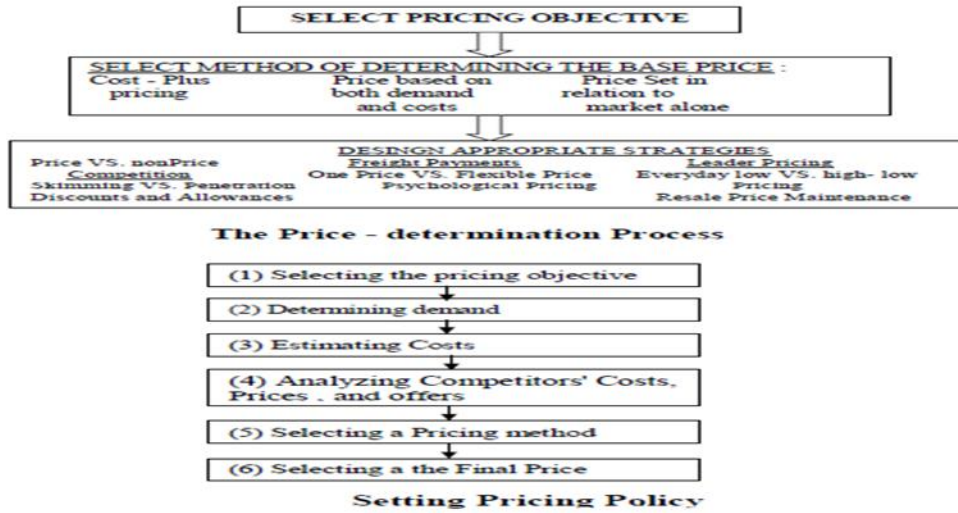 SELECT PRICING OBJECTIVE
SELECT METHOD OF DETERMINING THE BASE PRICE :
Cost - Plus Price based on Price Set in
pricing both demand relation to
and costs market alone
DESINGN APPROPRIATE STRATEGIES
Price VS. nonPrice Freight Payments Leader Pricing
Competition One Price VS. Flexible Price Everyday low VS. high- low
Skimming VS. Penetration Psychological Pricing Pricing
Discounts and Allowances Resale Price Maintenance
The Price - determination Process
(1) Selecting the pricing objective
(2) Determining demand
(3) Estimating Costs
(4) Analyzing Competitors' Costs,
Prices , and offers
(5) Selecting a Pricing method
(6) Selecting a the Final Price
Setting Pricing Policy